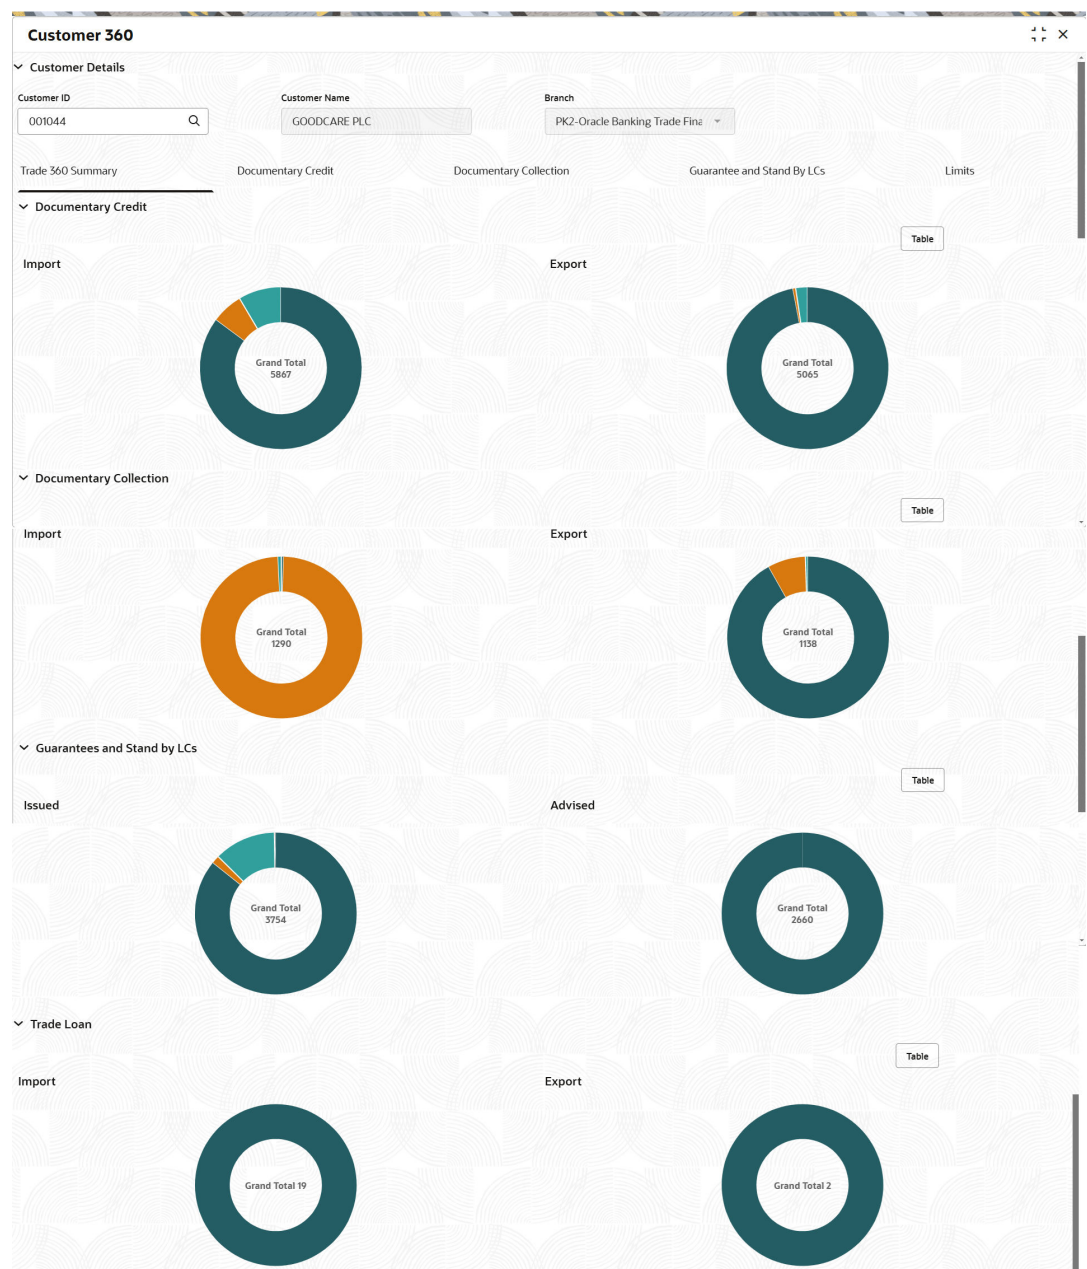 Customer 360
Customer Details
Customer ID
Customer Name
Branch
001044
GOODCARE PLC
PK2-Oracle Banking Trade Fina
Trade 360 Summary
Documentary Credit
Documentary Collection
Guarantee and Stand By LCs
Limits
Documentary Credit
Table
Import
Export
Grand Total
5867
Grand Total
5065
Documentary Collection
Table
Import
Export
Grand Total
1290
Grand Total
1138
Guarantees and Stand by LCs
Table
Issued
Advised
Grand Total
3754
Grand Total
2660
Trade Loan
Table
Import
Export
Grand Total 19
Grand Total 2